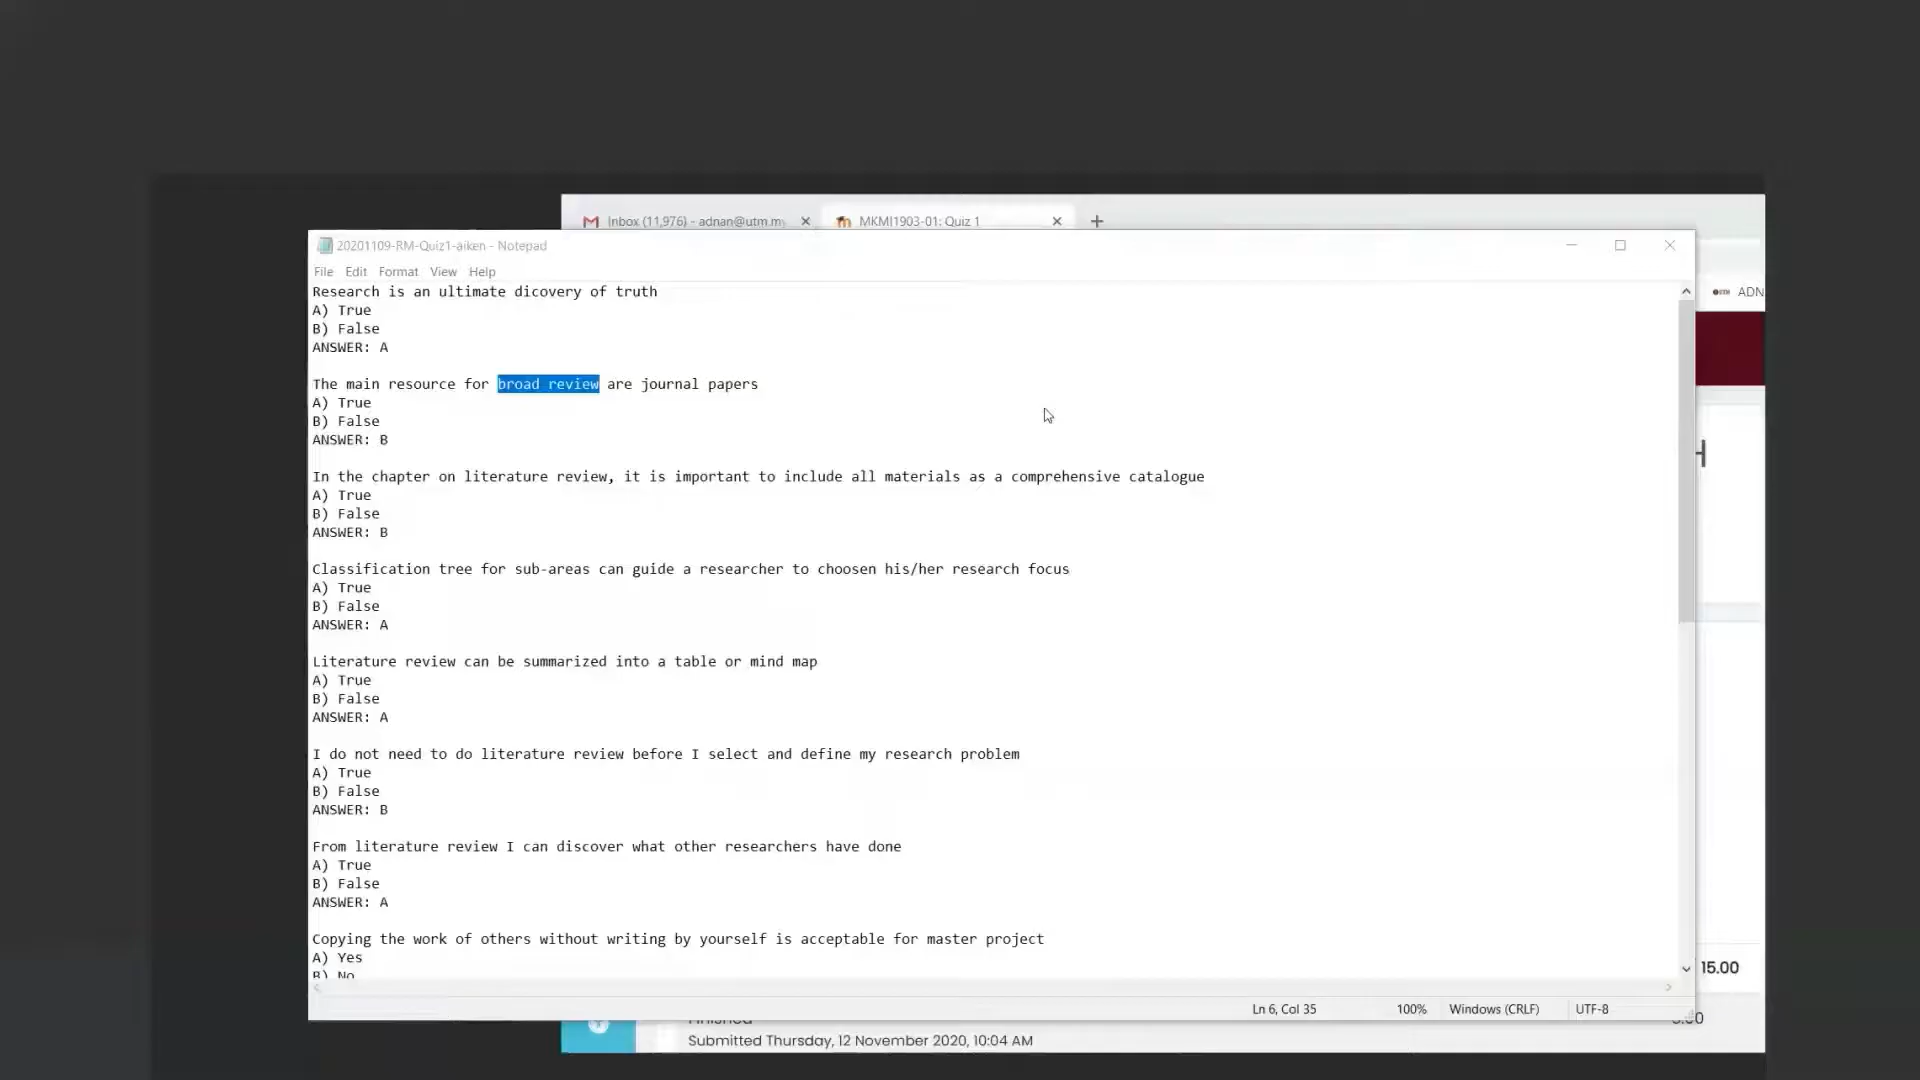 Inbox (11,976) - adnan@utm.my
MKMI1903-01: Quiz 1
20201109-RM-Quiz1-aiken - Notepad
File Edit Format View Help
Research is an ultimate dicovery of truth
A) True
B) False
ANSWER: A
The main resource for broad review are journal papers
A) True
B) False
ANSWER: B
In the chapter on literature review, it is important to include all materials as a comprehensive catalogue
A) True
B) False
ANSWER: B
Classification tree for sub-areas can guide a researcher to choosen his/her research focus
A) True
B) False
ANSWER: A
Literature review can be summarized into a table or mind map
A) True
B) False
ANSWER: A
I do not need to do literature review before I select and define my research problem
A) True
B) False
ANSWER: B
From literature review I can discover what other researchers have done
A) True
B) False
ANSWER: A
Copying the work of others without writing by yourself is acceptable for master project
A) Yes
B) No
Ln 6, Col 35 100% Windows (CRLF) UTF-8
ADN
H
15.00
Finished
Submitted Thursday, 12 November 2020, 10:04 AM